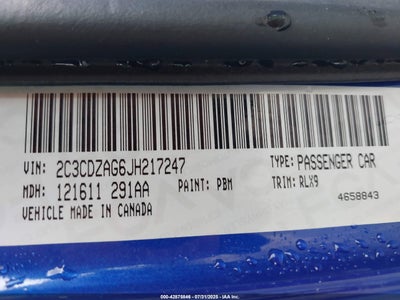 VIN: 2C3CDZAG6JH217247
TYPE: PASSENGER CAR
MDH: 121611 291AA
PAINT: PBM
TRIM: RLX9
VEHICLE MADE IN CANADA
4658843
000-42878846 - 07/31/2025 - IAA Inc.